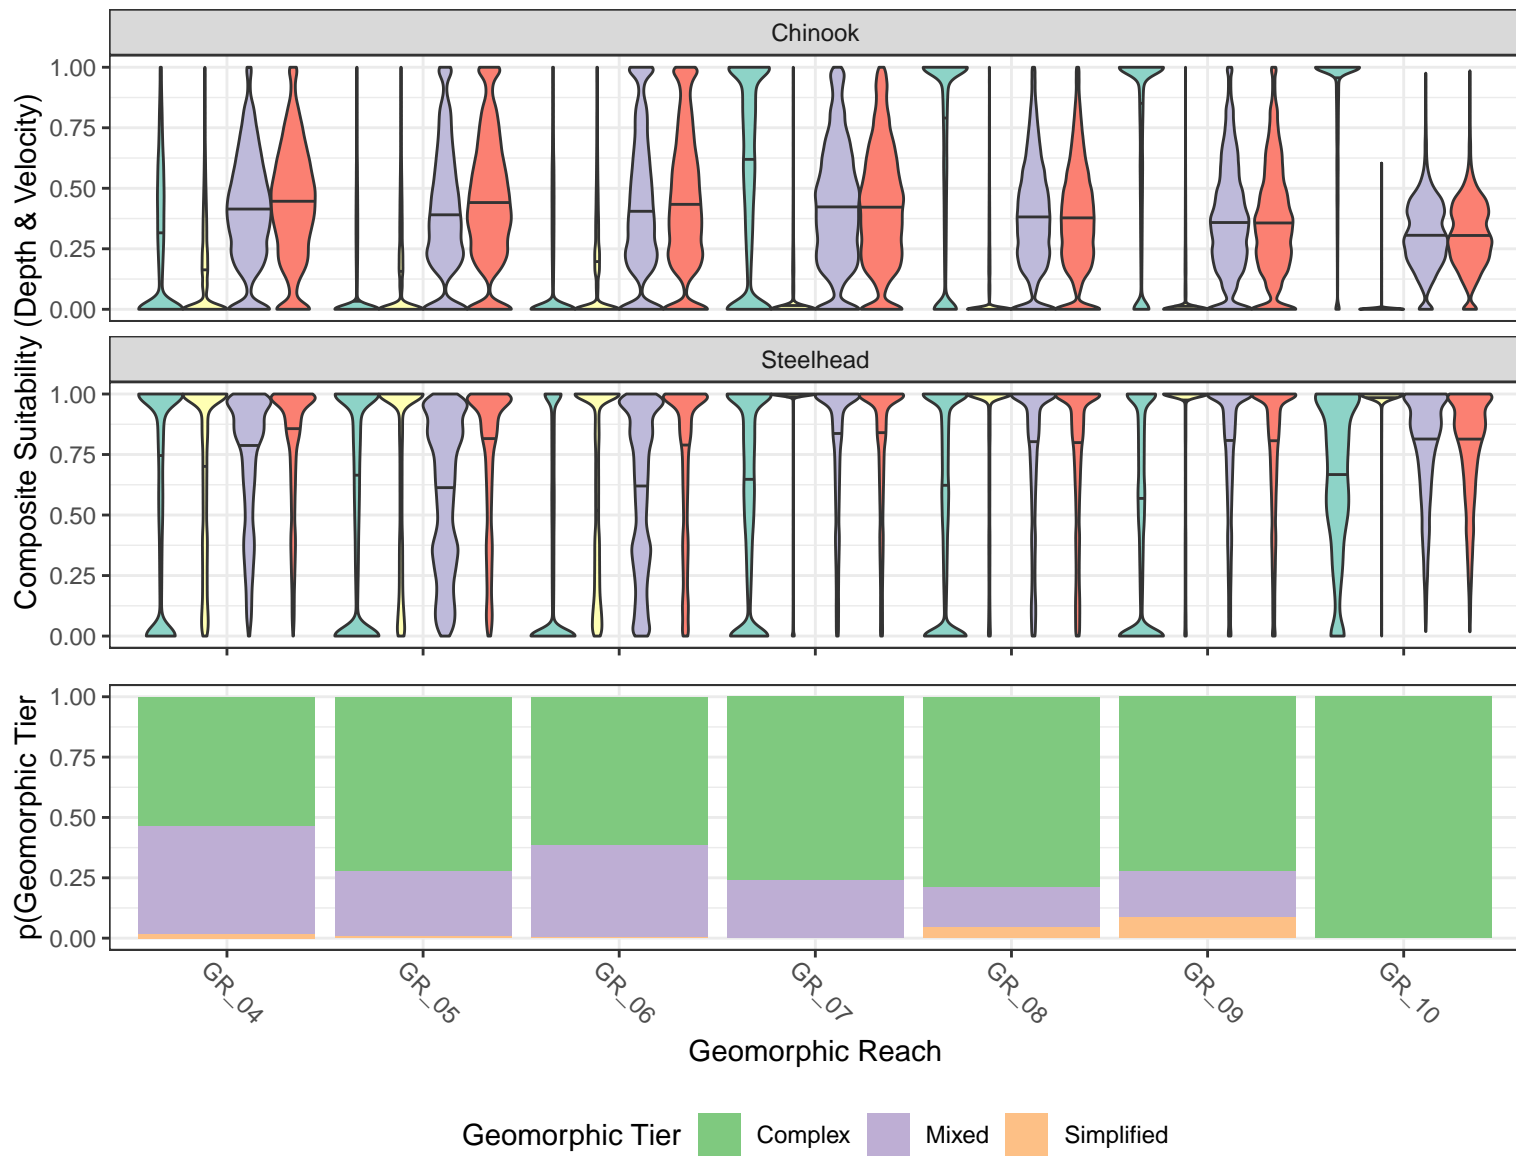 Chinook
1.00
0.75
0.50
0.25
0.00
Composite Suitability (Depth & Velocity)
Steelhead
1.00
0.75
0.50
0.25
0.00
p(Geomorphic Tier
1.00
0.75
0.50
0.25
0.00
GR_04 GR_05 GR_06 GR_07 GR_08 GR_09 GR_10
Geomorphic Reach
Geomorphic Tier Complex Mixed Simplified